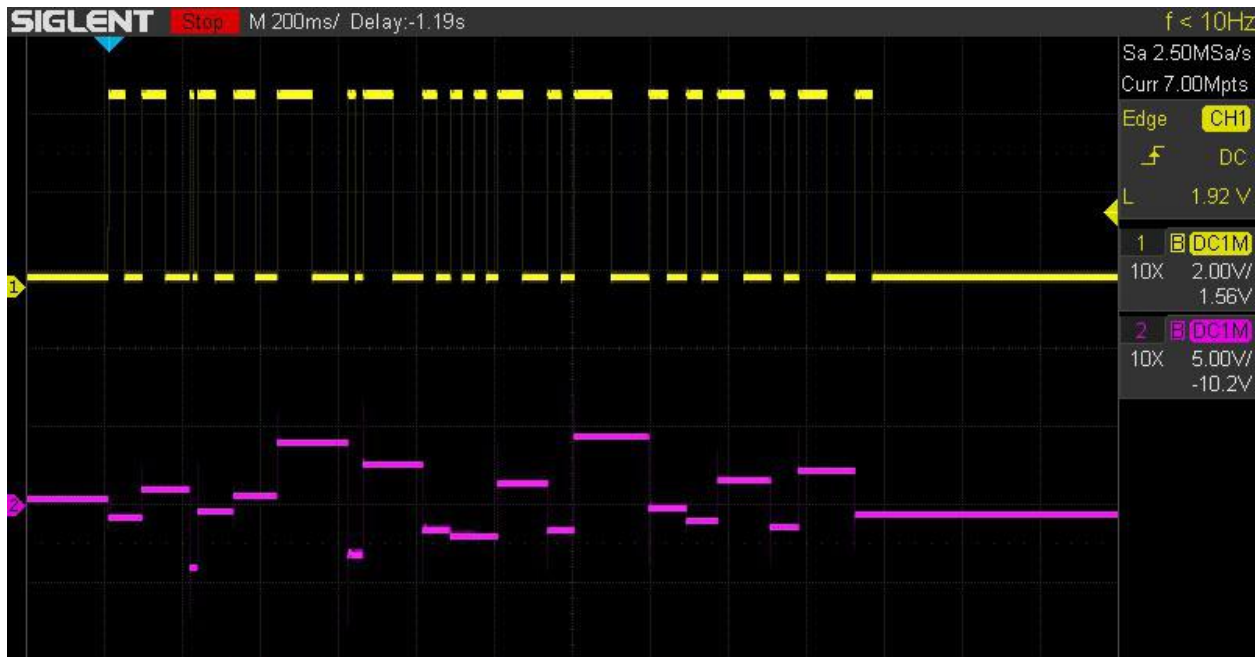 SIGLENT Stop M 200ms/ Delay:-1.19s f < 10Hz
Sa 2.50MSa/s
Curr 7.00Mpts
Edge CH1
DC
L 1.92 V
1 B DC1M
10X 2.00V/
1.56V
2 B DC1M
10X 5.00V/
-10.2V
1
2